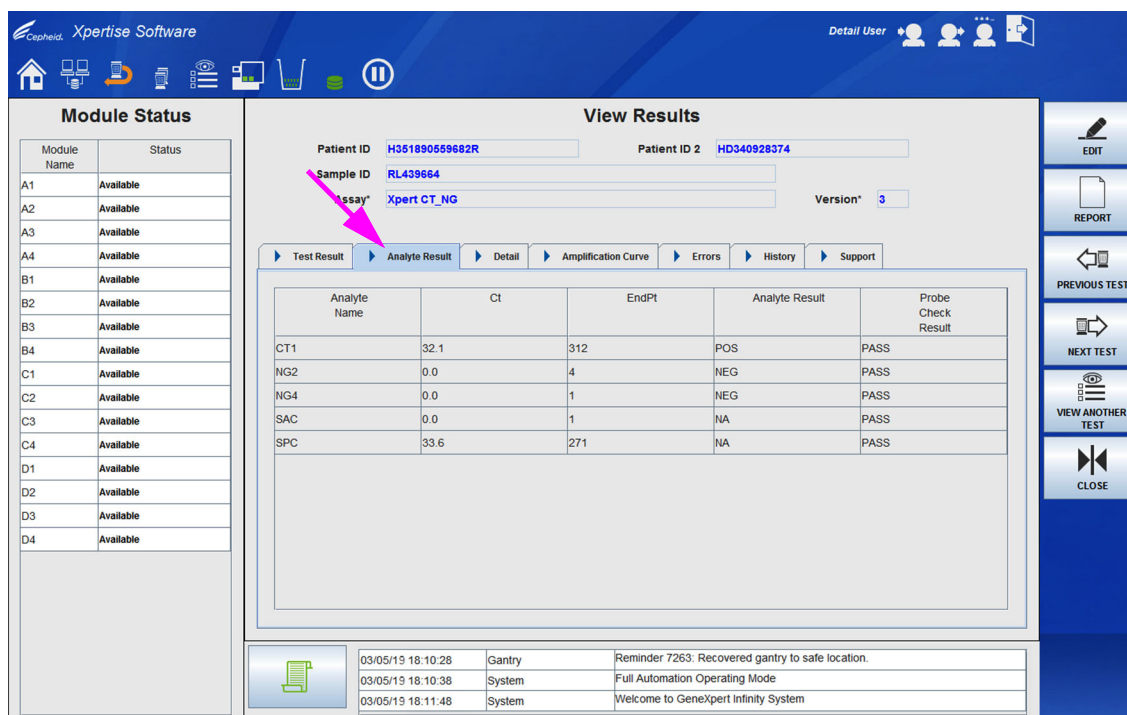 Cepheid. Xpertise Software
Detail User
Module Status
Module Name Status
A1 Available
A2 Available
A3 Available
A4 Available
B1 Available
B2 Available
B3 Available
B4 Available
C1 Available
C2 Available
C3 Available
C4 Available
D1 Available
D2 Available
D3 Available
D4 Available
View Results
Patient ID H351890559682R Patient ID 2 HD340928374
Sample ID RL439664
Assay* Xpert CT_NG Version* 3
Test Result Analyte Result Detail Amplification Curve Errors History Support
Analyte Name Ct EndPt Analyte Result Probe Check Result
CT1 32.1 312 POS PASS
NG2 0.0 4 NEG PASS
NG4 0.0 1 NEG PASS
SAC 0.0 1 NA PASS
SPC 33.6 271 NA PASS
03/05/19 18:10:28 Gantry Reminder 7263: Recovered gantry to safe location.
03/05/19 18:10:38 System Full Automation Operating Mode
03/05/19 18:11:48 System Welcome to GeneXpert Infinity System
EDIT
REPORT
PREVIOUS TEST
NEXT TEST
VIEW ANOTHER
TEST
CLOSE